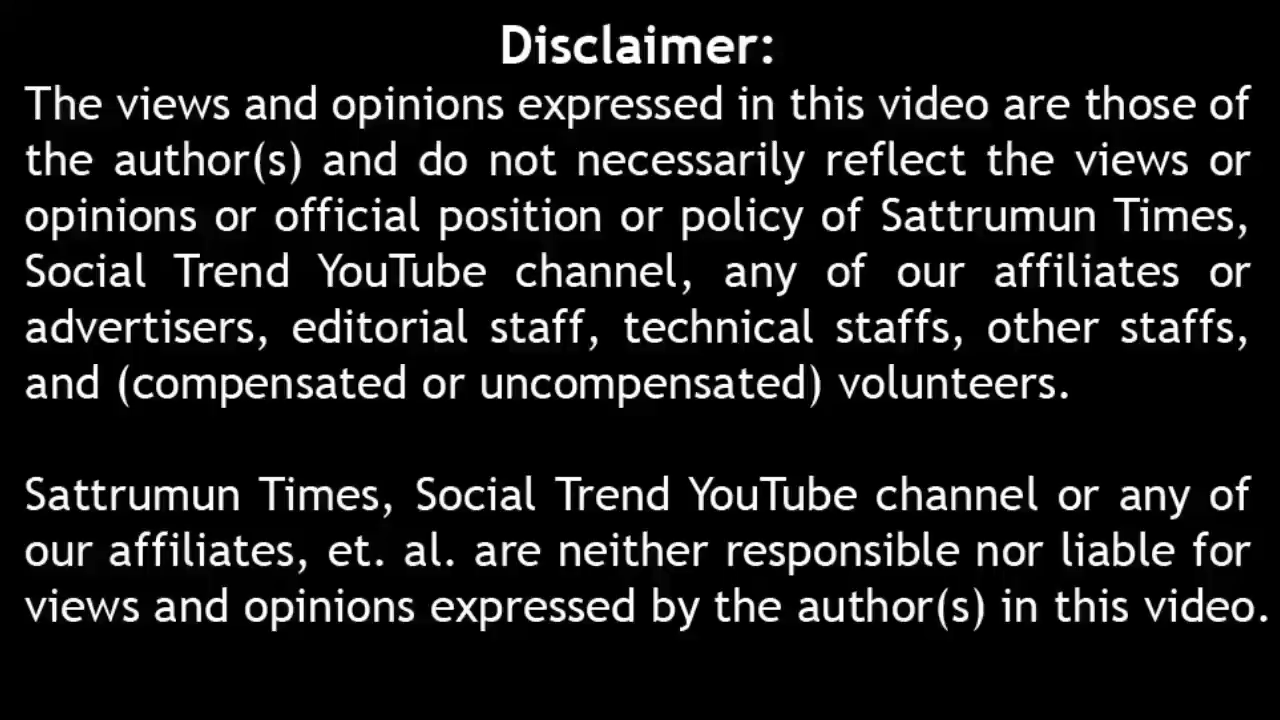 Disclaimer:
The views and opinions expressed in this video are those of
the author(s) and do not necessarily reflect the views or
opinions or official position or policy of Sattrumun Times,
Social Trend YouTube channel, any of our affiliates or
advertisers, editorial staff, technical staffs, other staffs,
and (compensated or uncompensated) volunteers.
Sattrumun Times, Social Trend YouTube channel or any of
our affiliates, et. al. are neither responsible nor liable for
views and opinions expressed by the author(s) in this video.